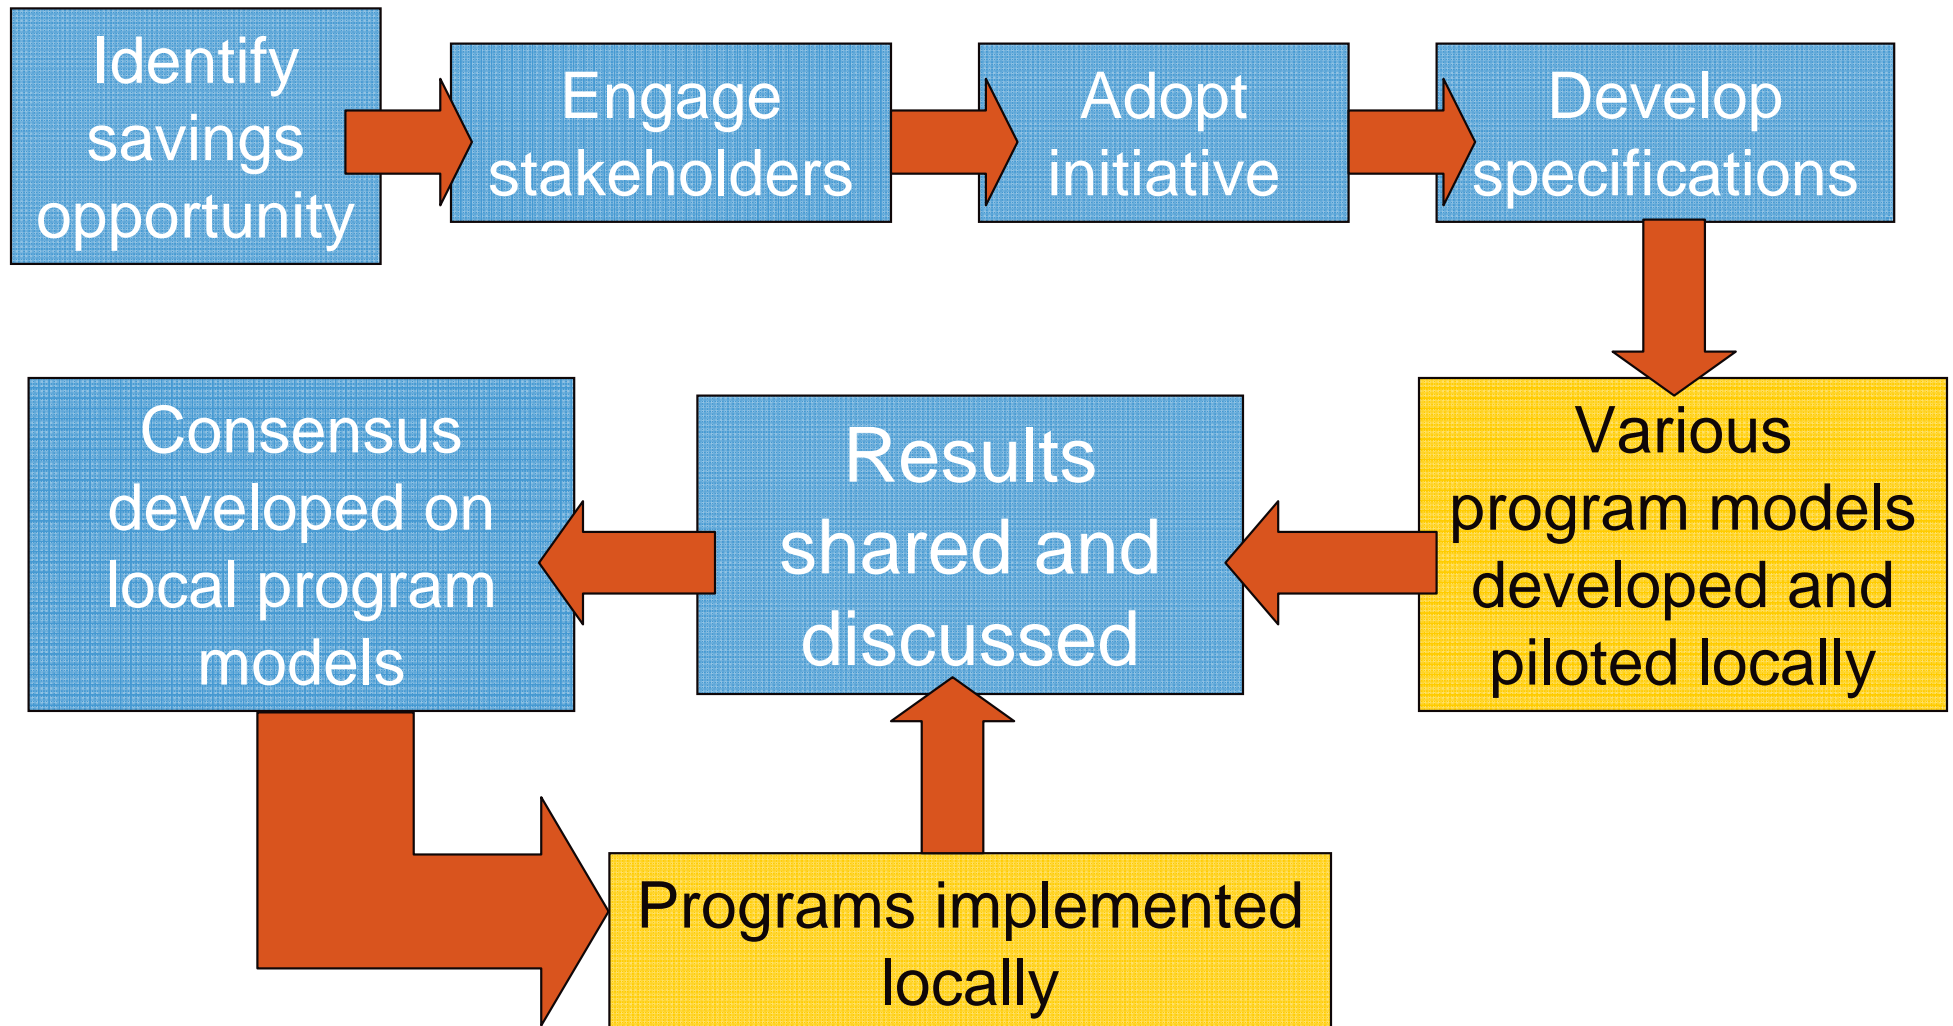 Identify
savings
opportunity
Engage
stakeholders
Adopt
initiative
Develop
specifications
Various
program models
developed and
piloted locally
Results
shared and
discussed
Consensus
developed on
local program
models
Programs implemented
locally